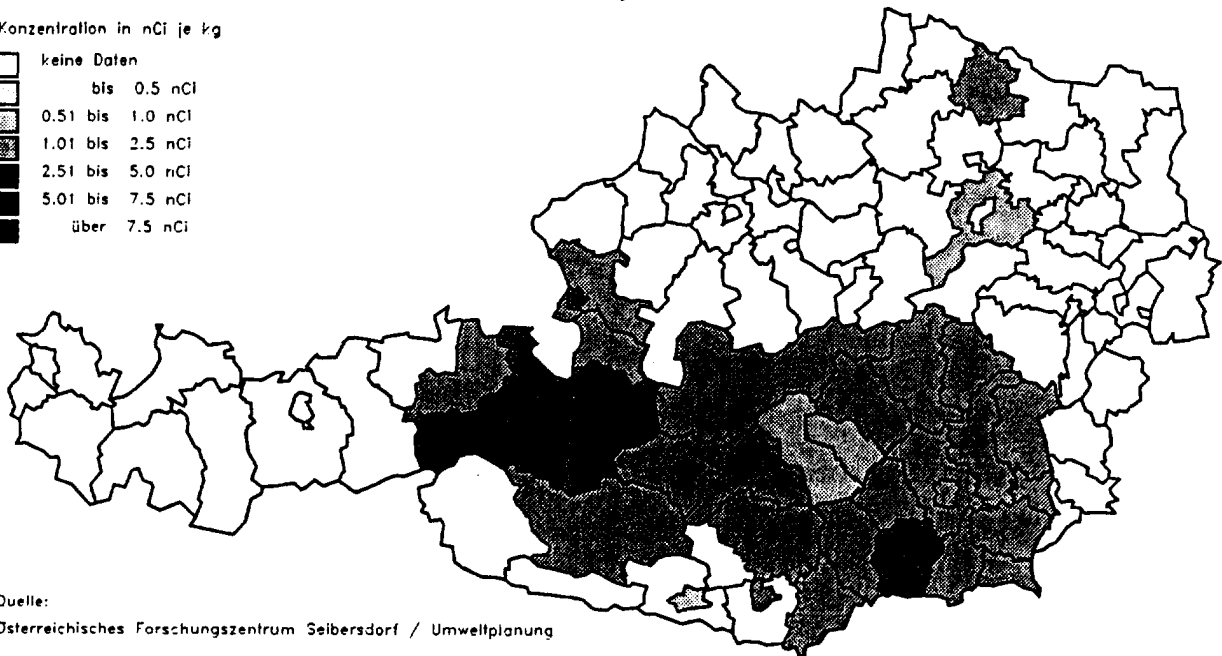 Konzentration in nCi je kg
keine Daten
bis 0.5 nCi
0.51 bis 1.0 nCi
1.01 bis 2.5 nCi
2.51 bis 5.0 nCi
5.01 bis 7.5 nCi
über 7.5 nCi
Quelle:
Österreichisches Forschungszentrum Seibersdorf / Umweltplanung